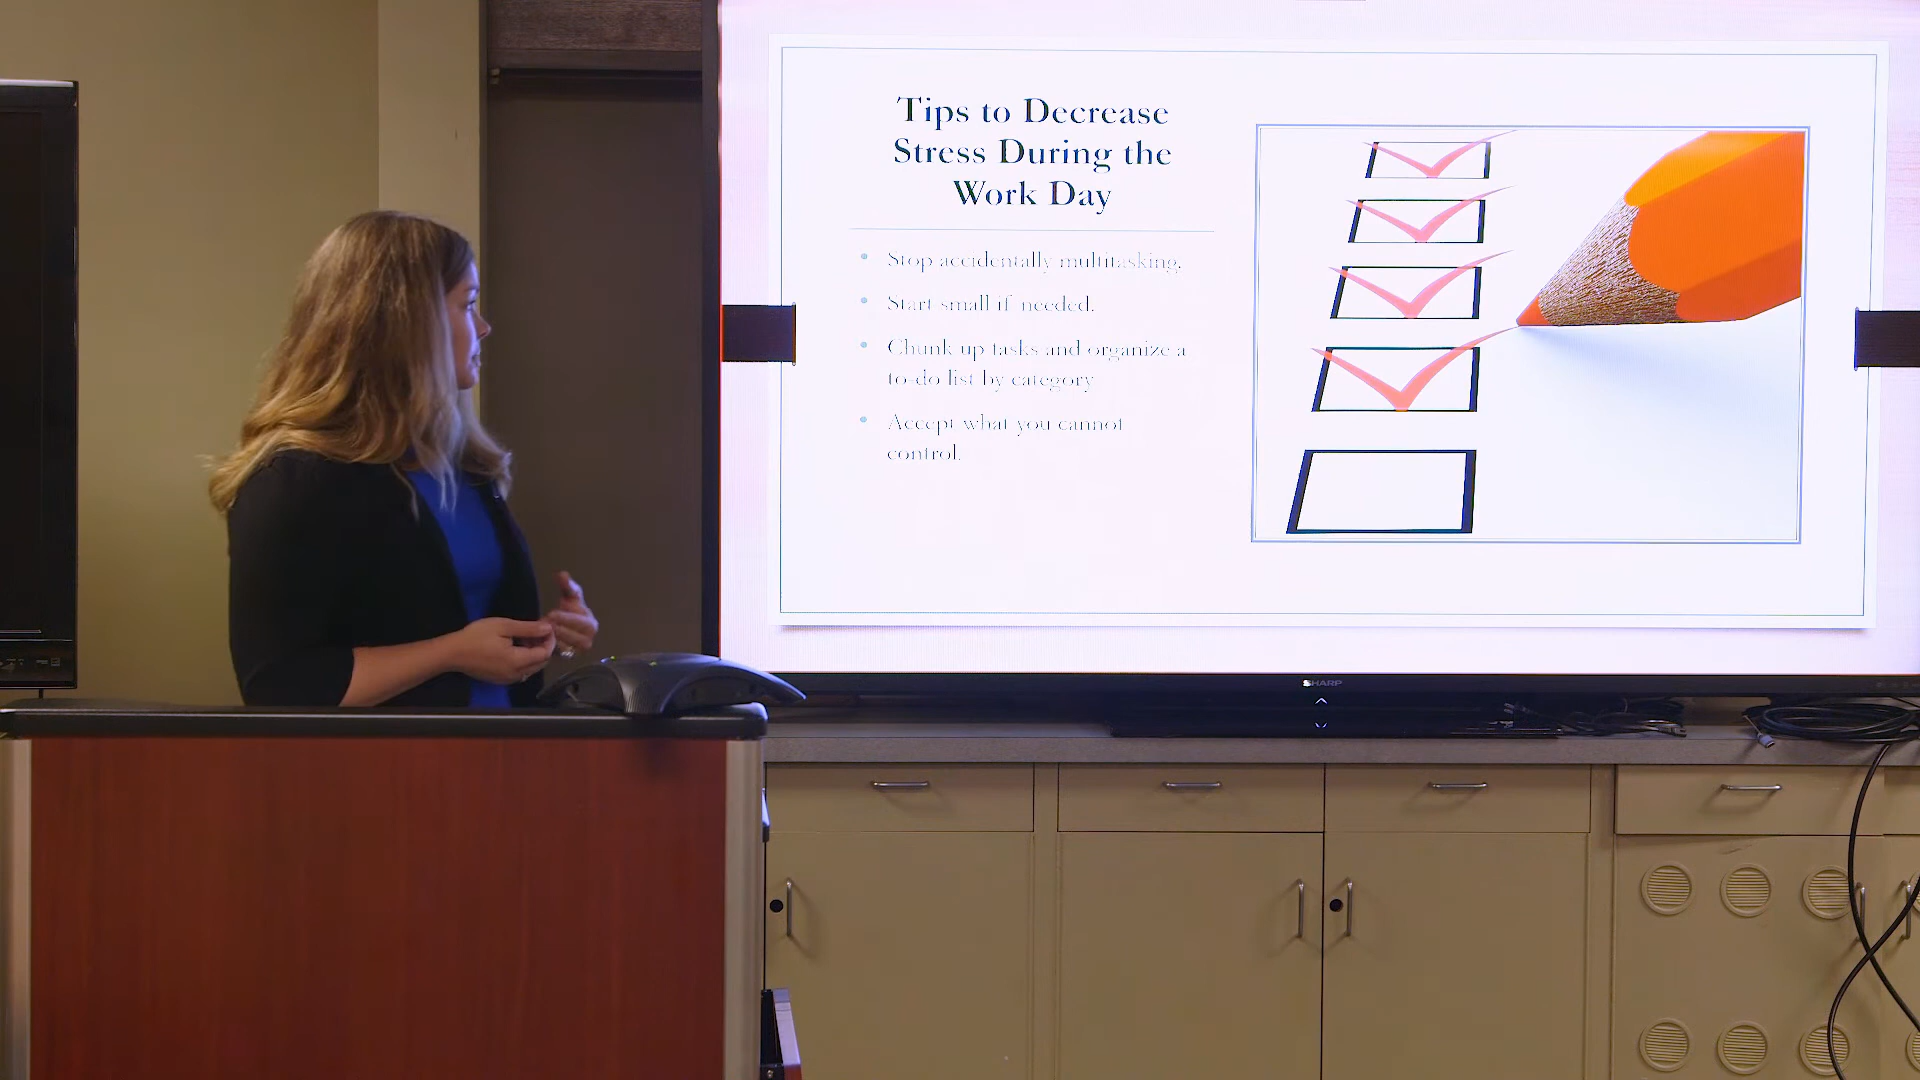 Tips to Decrease
Stress During the
Work Day
• Stop accidentally multitasking.
• Start small if needed.
• Chunk up tasks and organize a
to-do list by category
• Accept what you cannot
control.
SHARP